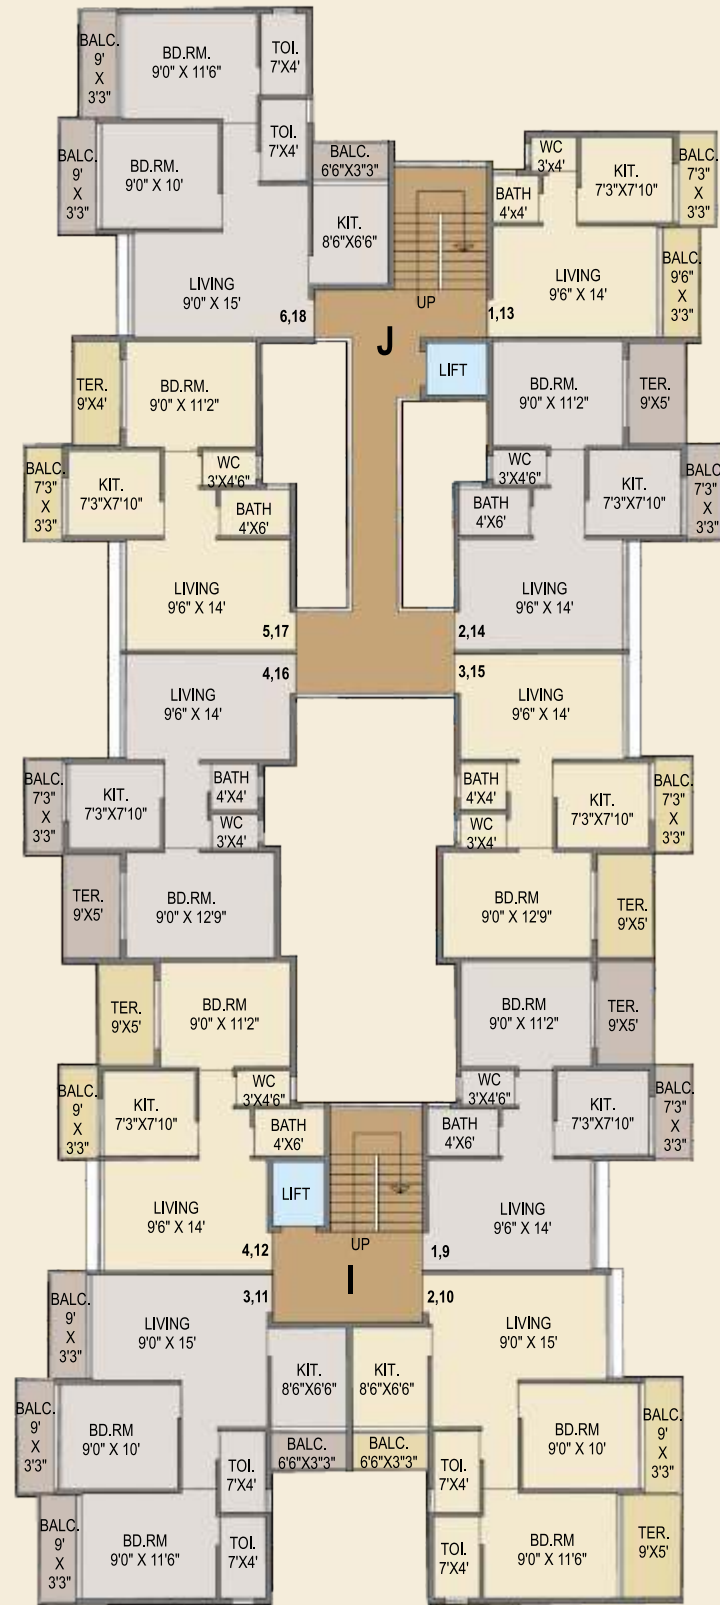 BALC.
9'
X
3'3"
BD.RM.
9'0" X 11'6"
TOI.
7'X4'
BALC.
9'
X
3'3"
BD.RM.
9'0" X 10'
TOI.
7'X4'
BALC.
6'6"X3'3"
KIT.
8'6"X6'6"
LIVING
9'0" X 15'
6,18
WC
3'x4'
KIT.
7'3"X7'10"
BALC.
7'3"
X
3'3"
BATH
4'x4'
LIVING
9'6" X 14'
BALC.
9'6"
X
3'3"
UP
1,13
J
LIFT
TER.
9'X4'
BD.RM.
9'0" X 11'2"
BD.RM.
9'0" X 11'2"
TER.
9'X5'
BALC.
7'3"
X
3'3"
KIT.
7'3"X7'10"
WC
3'X4'6"
BATH
4'X6'
WC
3'X4'6"
BATH
4'X6'
KIT.
7'3"X7'10"
BALC
7'3"
X
3'3"
LIVING
9'6" X 14'
5,17
LIVING
9'6" X 14'
2,14
4,16
LIVING
9'6" X 14'
3,15
LIVING
9'6" X 14'
BALC.
7'3"
X
3'3"
KIT.
7'3"X7'10"
BATH
4'X4'
WC
3'X4'
BATH
4'X4'
WC
3'X4'
KIT.
7'3"X7'10"
BALC.
7'3"
X
3'3"
TER.
9'X5'
BD.RM.
9'0" X 12'9"
BD.RM
9'0" X 12'9"
TER.
9'X5'
TER.
9'X5'
BD.RM
9'0" X 11'2"
BD.RM
9'0" X 11'2"
TER.
9'X5'
BALC.
9'
X
3'3"
KIT.
7'3"X7'10"
WC
3'X4'6"
BATH
4'X6'
WC
3'X4'6"
BATH
4'X6'
KIT.
7'3"X7'10"
BALC.
7'3"
X
3'3"
LIFT
LIVING
9'6" X 14'
4,12
UP
LIVING
9'6" X 14'
1,9
I
3,11
2,10
BALC.
9'
X
3'3"
LIVING
9'0" X 15'
LIVING
9'0" X 15'
KIT.
8'6"X6'6"
KIT.
8'6"X6'6"
BALC.
9'
X
3'3"
BD.RM
9'0" X 10'
TOI.
7'X4'
BALC.
6'6"X3'3"
BALC.
6'6"X3'3"
TOI.
7'X4'
BD.RM
9'0" X 10'
BALC.
9'
X
3'3"
BALC.
9'
X
3'3"
BD.RM
9'0" X 11'6"
TOI.
7'X4'
TOI.
7'X4'
BD.RM
9'0" X 11'6"
TER.
9'X5'